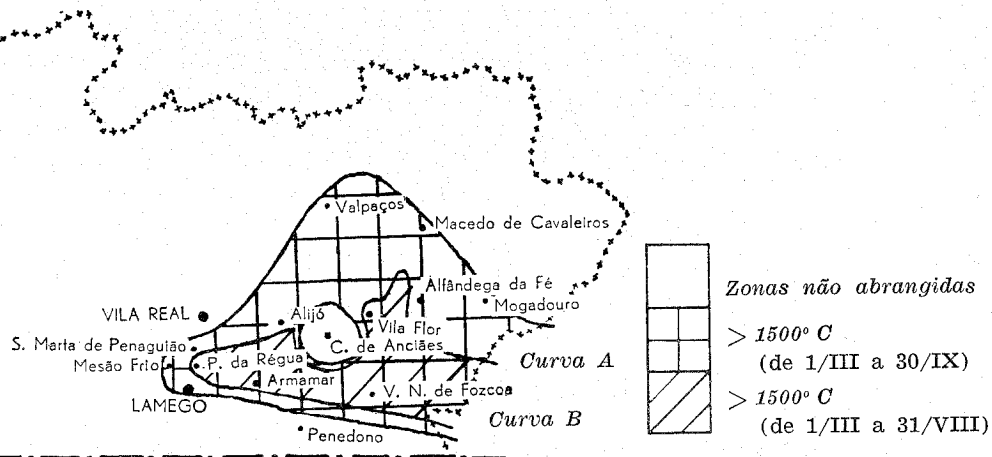 Valpaços
Macedo de Cavaleiros
Alfândega da Fé
Mogadouro
VILA REAL
Alijó
Vila Flor
S. Marta de Penaguião
C. de Anciães
Mesão Frio
P. da Régua
Armamar
LAMEGO
V. N. de Fozcoa
Penedono
Curva A
Curva B
Zonas não abrangidas
> 1500º C
(de 1/III a 30/IX)
> 1500º C
(de 1/III a 31/VIII)